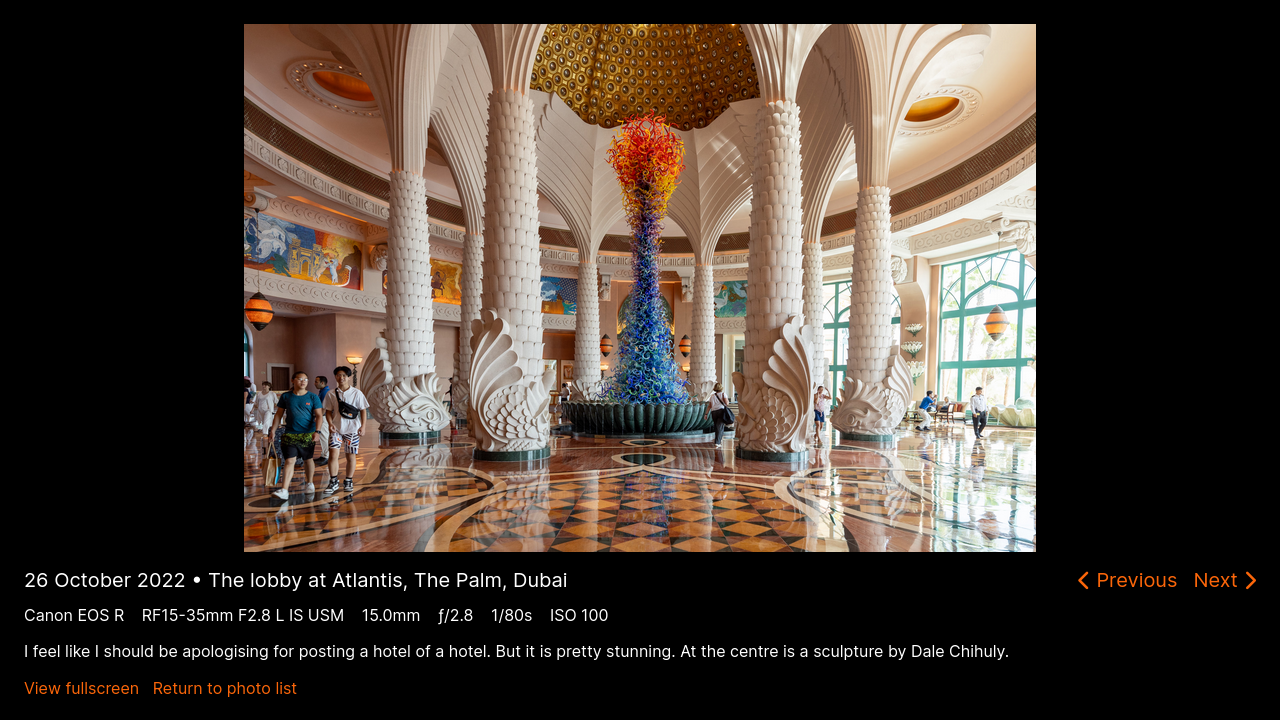 26 October 2022 • The lobby at Atlantis, The Palm, Dubai
Previous Next
Canon EOS R RF15-35mm F2.8 L IS USM 15.0mm ƒ/2.8 1/80s ISO 100
I feel like I should be apologising for posting a hotel of a hotel. But it is pretty stunning. At the centre is a sculpture by Dale Chihuly.
View fullscreen Return to photo list